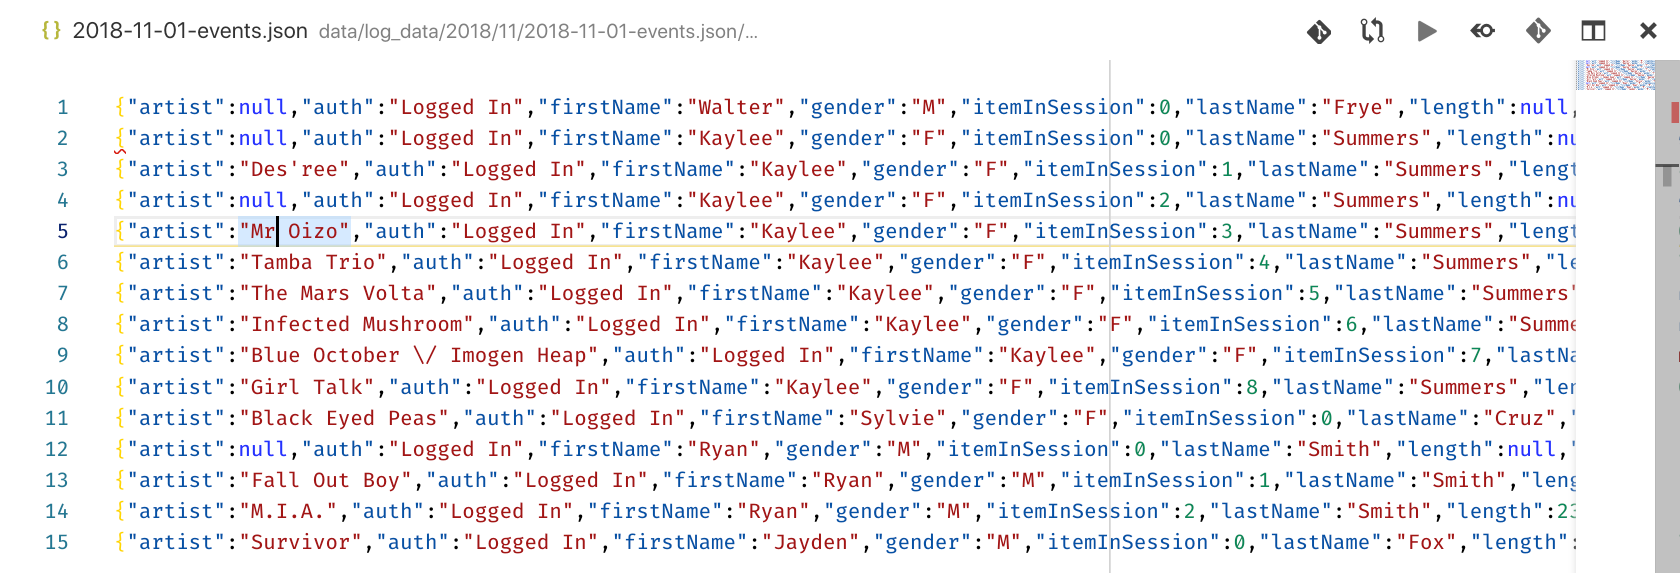 {} 2018-11-01-events.json data/log_data/2018/11/2018-11-01-events.json/...
1 {"artist":null,"auth":"Logged In","firstName":"Walter","gender":"M","itemInSession":0,"lastName":"Frye","length":null,
2 {"artist":null,"auth":"Logged In","firstName":"Kaylee","gender":"F","itemInSession":0,"lastName":"Summers","length":nu
3 {"artist":"Des'ree","auth":"Logged In","firstName":"Kaylee","gender":"F","itemInSession":1,"lastName":"Summers","lengt
4 {"artist":null,"auth":"Logged In","firstName":"Kaylee","gender":"F","itemInSession":2,"lastName":"Summers","length":nu
5 {"artist":"Mr Oizo","auth":"Logged In","firstName":"Kaylee","gender":"F","itemInSession":3,"lastName":"Summers","lengt
6 {"artist":"Tamba Trio","auth":"Logged In","firstName":"Kaylee","gender":"F","itemInSession":4,"lastName":"Summers","le
7 {"artist":"The Mars Volta","auth":"Logged In","firstName":"Kaylee","gender":"F","itemInSession":5,"lastName":"Summers"
8 {"artist":"Infected Mushroom","auth":"Logged In","firstName":"Kaylee","gender":"F","itemInSession":6,"lastName":"Summe
9 {"artist":"Blue October \/ Imogen Heap","auth":"Logged In","firstName":"Kaylee","gender":"F","itemInSession":7,"lastNa
10 {"artist":"Girl Talk","auth":"Logged In","firstName":"Kaylee","gender":"F","itemInSession":8,"lastName":"Summers","len
11 {"artist":"Black Eyed Peas","auth":"Logged In","firstName":"Sylvie","gender":"F","itemInSession":0,"lastName":"Cruz","
12 {"artist":null,"auth":"Logged In","firstName":"Ryan","gender":"M","itemInSession":0,"lastName":"Smith","length":null,"
13 {"artist":"Fall Out Boy","auth":"Logged In","firstName":"Ryan","gender":"M","itemInSession":1,"lastName":"Smith","leng
14 {"artist":"M.I.A.","auth":"Logged In","firstName":"Ryan","gender":"M","itemInSession":2,"lastName":"Smith","length":23
15 {"artist":"Survivor","auth":"Logged In","firstName":"Jayden","gender":"M","itemInSession":0,"lastName":"Fox","length":